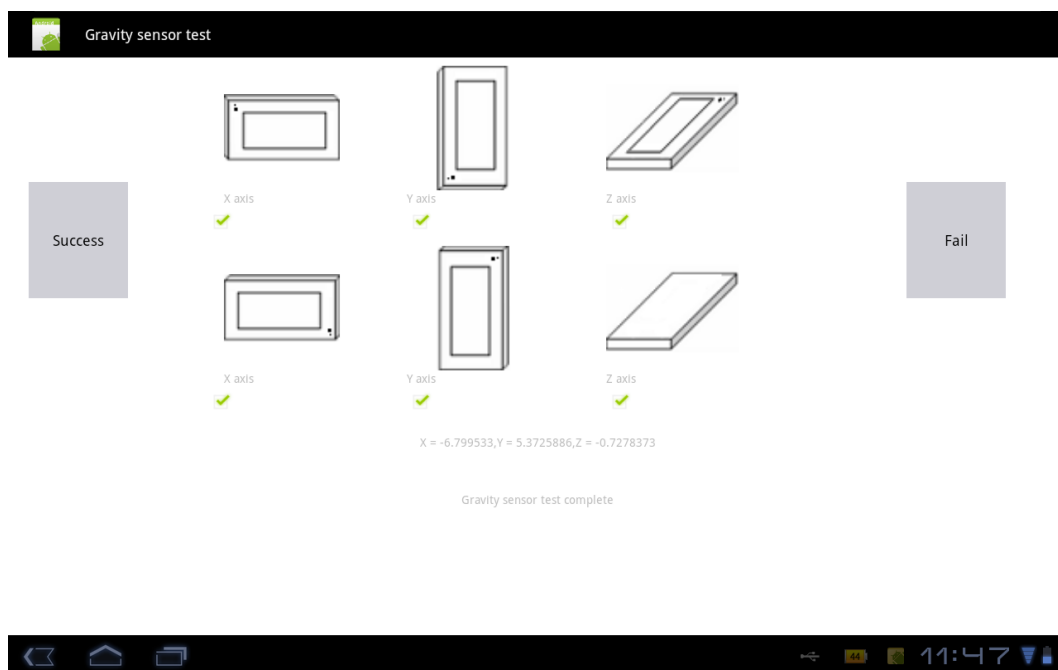 Gravity sensor test
X axis
Y axis
Z axis
Success
Fail
X axis
Y axis
Z axis
X = -6.799533,Y = 5.3725886,Z = -0.7278373
Gravity sensor test complete
44
11:47